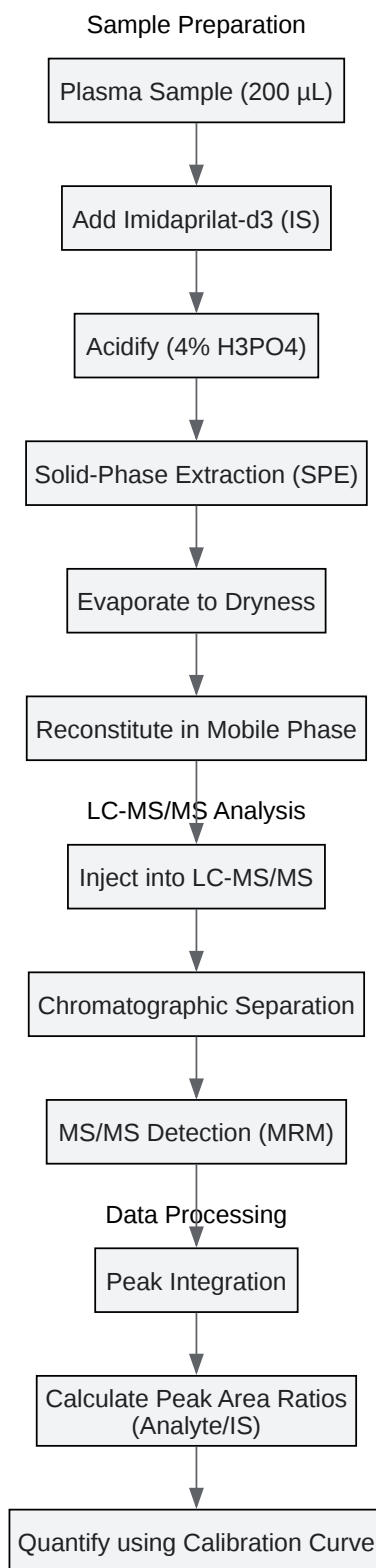 Sample Preparation
Plasma Sample (200 µL)
Add Imidaprilat-d3 (IS)
Acidify (4% H3PO4)
Solid-Phase Extraction (SPE)
Evaporate to Dryness
Reconstitute in Mobile Phase
LC-MS/MS Analysis
Inject into LC-MS/MS
Chromatographic Separation
MS/MS Detection (MRM)
Data Processing
Peak Integration
Calculate Peak Area Ratios
(Analyte/IS)
Quantify using Calibration Curve